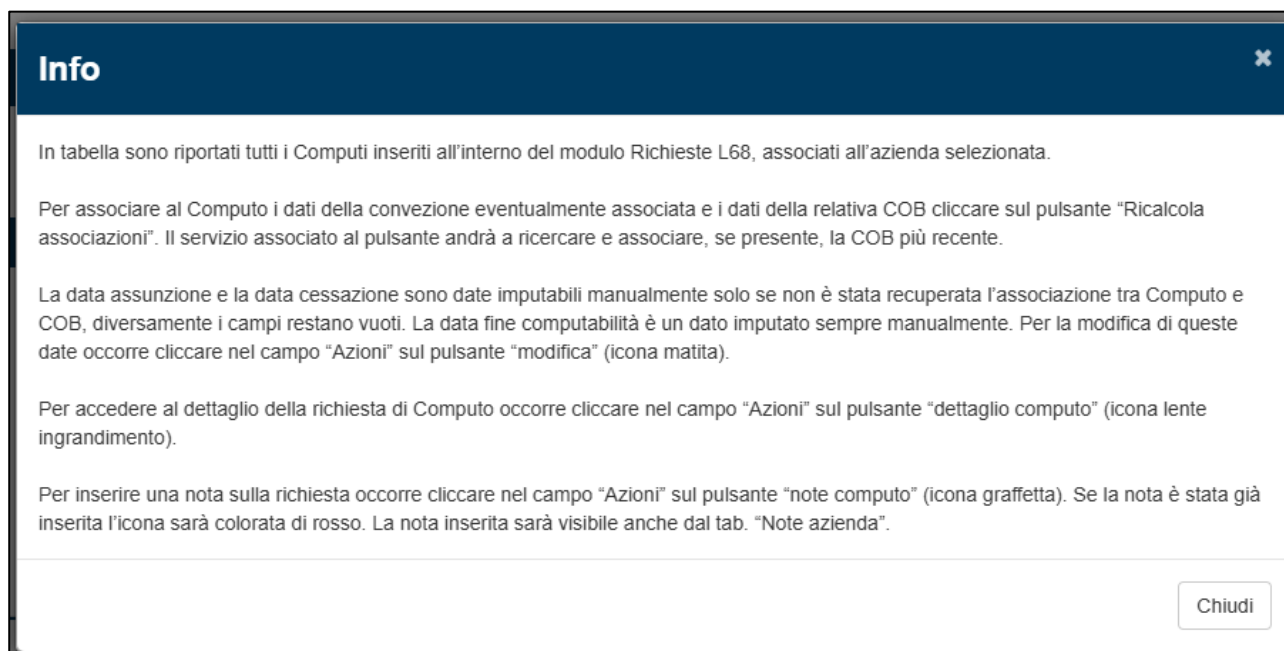 Info
In tabella sono riportati tutti i Computi inseriti all’interno del modulo Richieste L68, associati all’azienda selezionata.
Per associare al Computo i dati della convezione eventualmente associata e i dati della relativa COB cliccare sul pulsante “Ricalcola
associazioni”. Il servizio associato al pulsante andrà a ricercare e associare, se presente, la COB più recente.
La data assunzione e la data cessazione sono date imputabili manualmente solo se non è stata recuperata l’associazione tra Computo e
COB, diversamente i campi restano vuoti. La data fine computabilità è un dato imputato sempre manualmente. Per la modifica di queste
date occorre cliccare nel campo “Azioni” sul pulsante “modifica” (icona matita).
Per accedere al dettaglio della richiesta di Computo occorre cliccare nel campo “Azioni” sul pulsante “dettaglio computo” (icona lente
ingrandimento).
Per inserire una nota sulla richiesta occorre cliccare nel campo “Azioni” sul pulsante “note computo” (icona graffetta). Se la nota è stata già
inserita l’icona sarà colorata di rosso. La nota inserita sarà visibile anche dal tab. “Note azienda”.
Chiudi